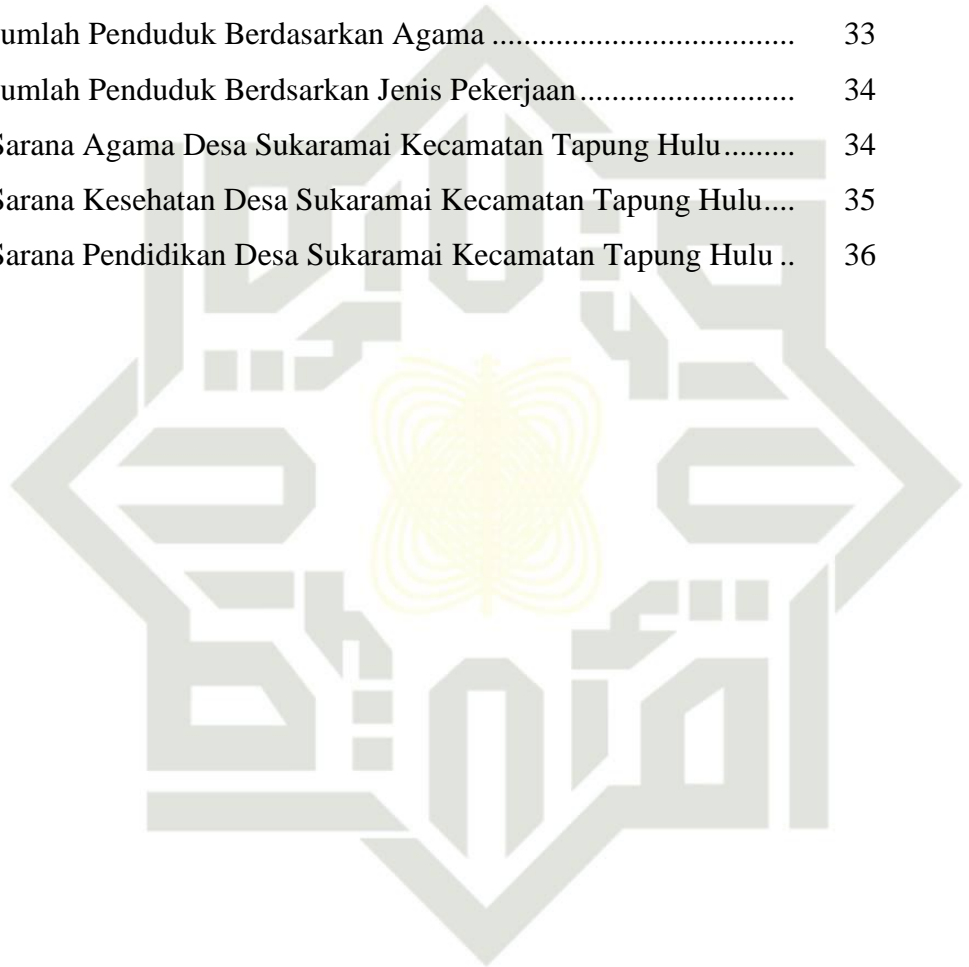 umlah Penduduk Berdasarkan Agama ...................................... 33
umlah Penduduk Berdsarkan Jenis Pekerjaan ........................... 34
Sarana Agama Desa Sukaramai Kecamatan Tapung Hulu ......... 34
Sarana Kesehatan Desa Sukaramai Kecamatan Tapung Hulu .... 35
Sarana Pendidikan Desa Sukaramai Kecamatan Tapung Hulu .. 36